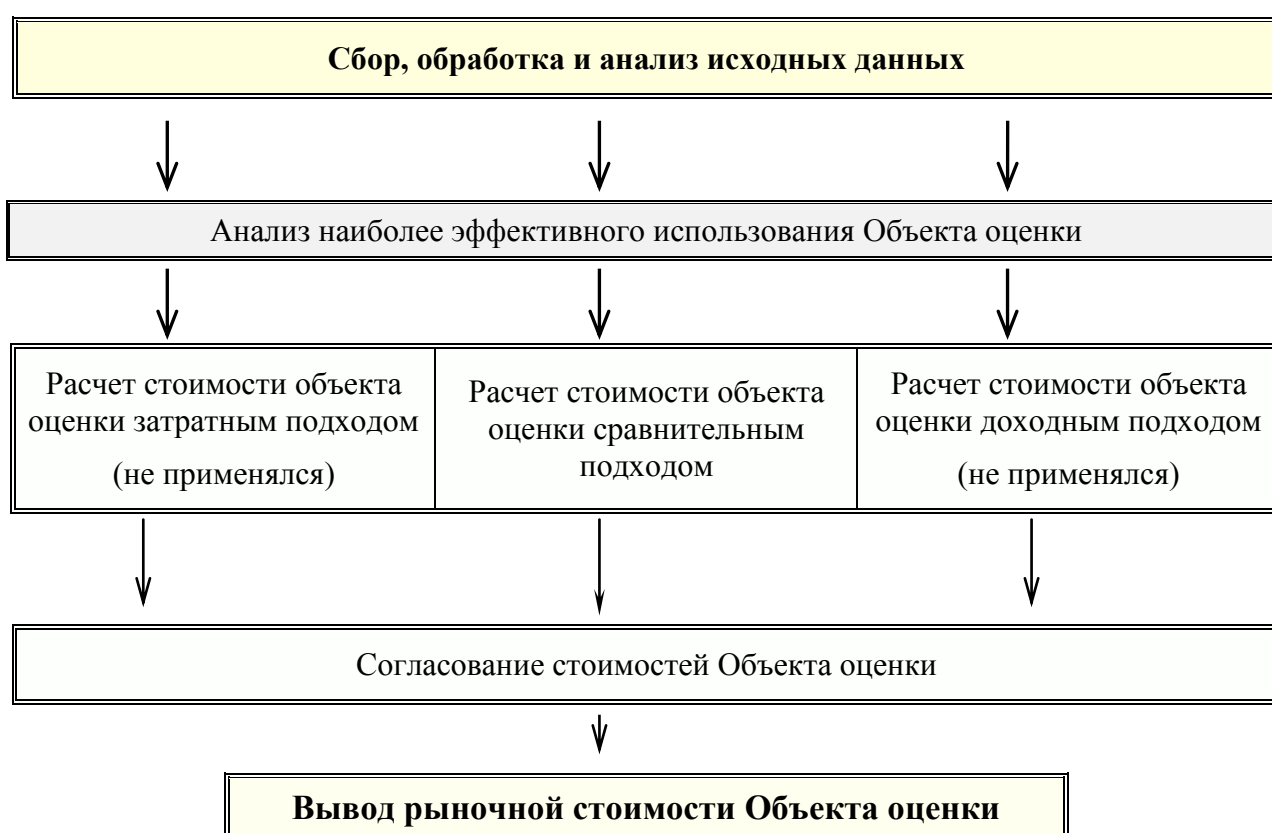 Сбор, обработка и анализ исходных данных
Анализ наиболее эффективного использования Объекта оценки
Расчет стоимости объекта
оценки затратным подходом
(не применялся)
Расчет стоимости объекта
оценки сравнительным
подходом
Расчет стоимости объекта
оценки доходным подходом
(не применялся)
Согласование стоимостей Объекта оценки
Вывод рыночной стоимости Объекта оценки